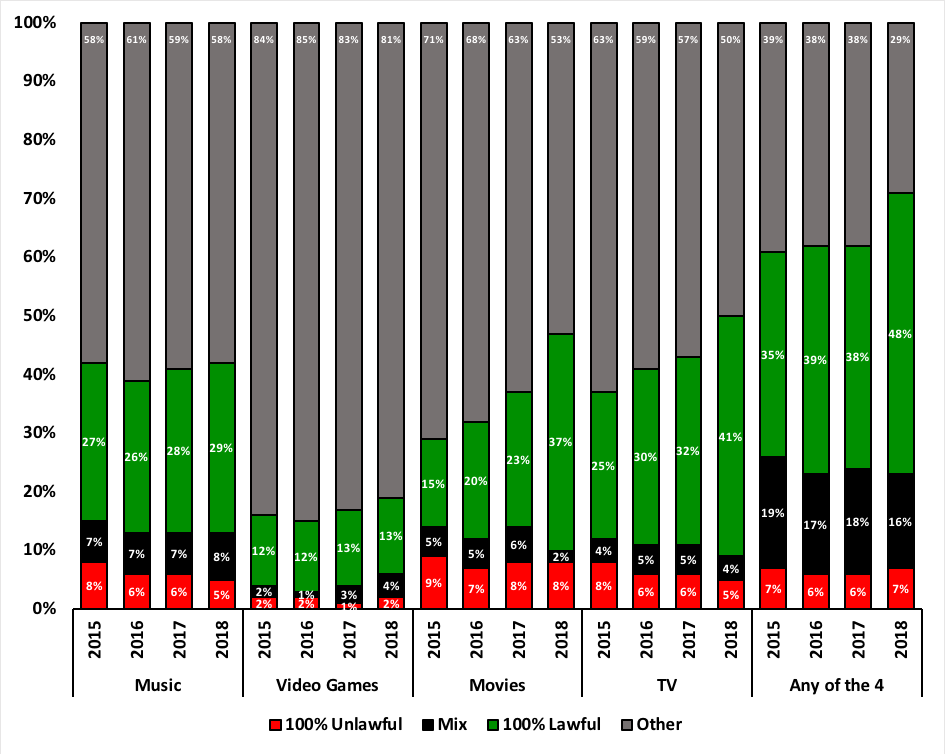 100%
90%
80%
70%
60%
50%
40%
30%
20%
10%
0%
58% 61% 59% 58% 84% 85% 83% 81% 71% 68% 63% 53% 63% 59% 57% 50% 39% 38% 38% 29%
27% 26% 28% 29% 12% 12% 13% 13% 15% 20% 23% 37% 25% 30% 32% 41% 35% 39% 38% 48%
7% 7% 7% 8% 2% 1% 3% 4% 5% 5% 6% 2% 4% 5% 5% 4% 19% 17% 18% 16%
8% 6% 6% 5% 2% 2% 1% 2% 9% 7% 8% 8% 8% 6% 6% 5% 7% 6% 6% 7%
2015 2016 2017 2018 2015 2016 2017 2018 2015 2016 2017 2018 2015 2016 2017 2018 2015 2016 2017 2018
Music Video Games Movies TV Any of the 4
100% Unlawful Mix 100% Lawful Other